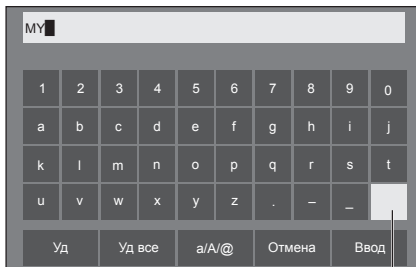 MY
1 2 3 4 5 6 7 8 9 0
a b c d e f g h i j
k l m n o p q r s t
u v w x y z . – _
Уд Уд все a/A/@ Отмена Ввод